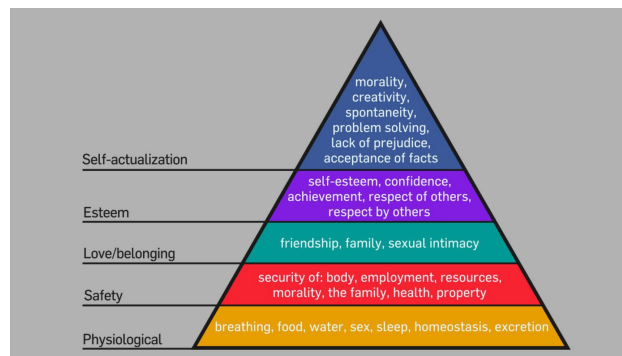 morality,
creativity,
spontaneity,
problem solving,
lack of prejudice,
acceptance of facts
Self-actualization
self-esteem, confidence,
achievement, respect of others,
respect by others
Esteem
friendship, family, sexual intimacy
Love/belonging
security of: body, employment, resources,
morality, the family, health, property
Safety
breathing, food, water, sex, sleep, homeostasis, excretion
Physiological